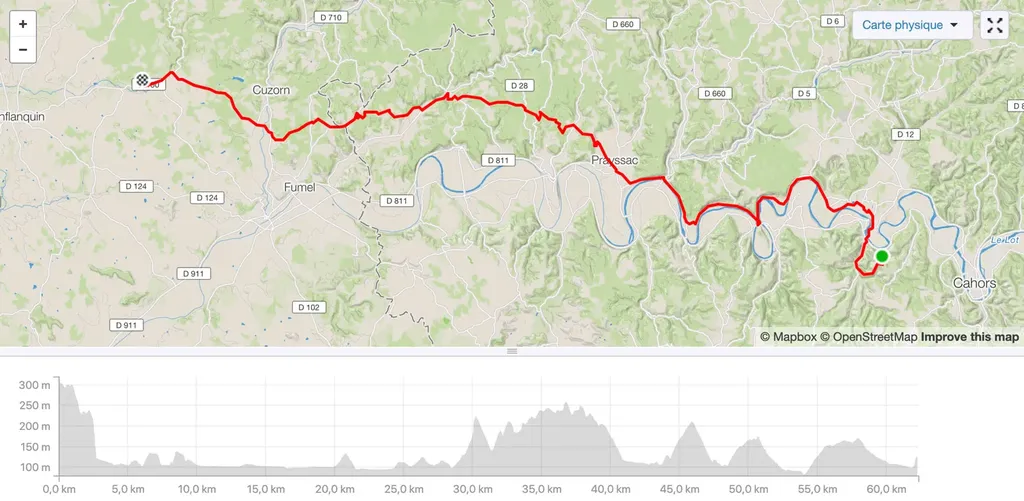 +
−
D 710
D 660
D 6
Carte physique
Cuzorn
D 28
D 660
D 5
nflanquin
D 12
Prayssac
D 811
D 124
Fumel
D 124
D 811
Le Lot
D 911
Cahors
D 102
D 911
© Mapbox © OpenStreetMap Improve this map
300 m
250 m
200 m
150 m
100 m
0,0 km 5,0 km 10,0 km 15,0 km 20,0 km 25,0 km 30,0 km 35,0 km 40,0 km 45,0 km 50,0 km 55,0 km 60,0 km